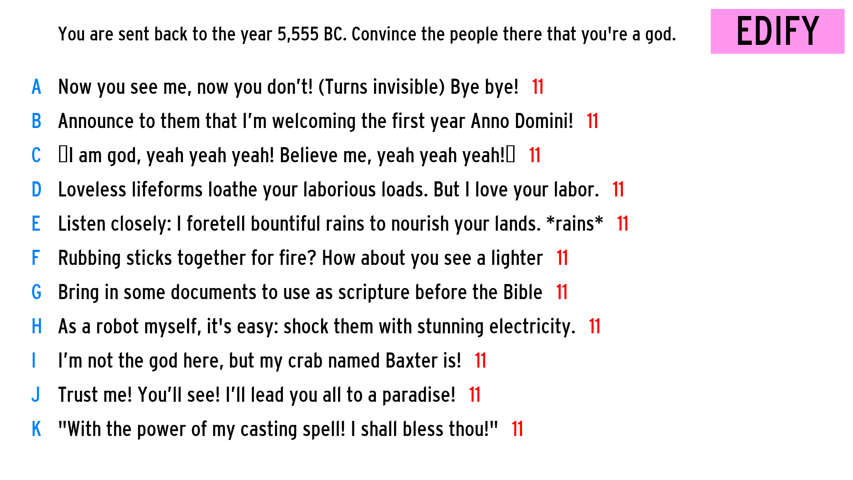 You are sent back to the year 5,555 BC. Convince the people there that you're a god.
EDIFY
A Now you see me, now you don’t! (Turns invisible) Bye bye! 11
B Announce to them that I’m welcoming the first year Anno Domini! 11
C I am god, yeah yeah yeah! Believe me, yeah yeah yeah! 11
D Loveless lifeforms loathe your laborious loads. But I love your labor. 11
E Listen closely: I foretell bountiful rains to nourish your lands. *rains* 11
F Rubbing sticks together for fire? How about you see a lighter 11
G Bring in some documents to use as scripture before the Bible 11
H As a robot myself, it's easy: shock them with stunning electricity. 11
I I’m not the god here, but my crab named Baxter is! 11
J Trust me! You’ll see! I’ll lead you all to a paradise! 11
K "With the power of my casting spell! I shall bless thou!" 11